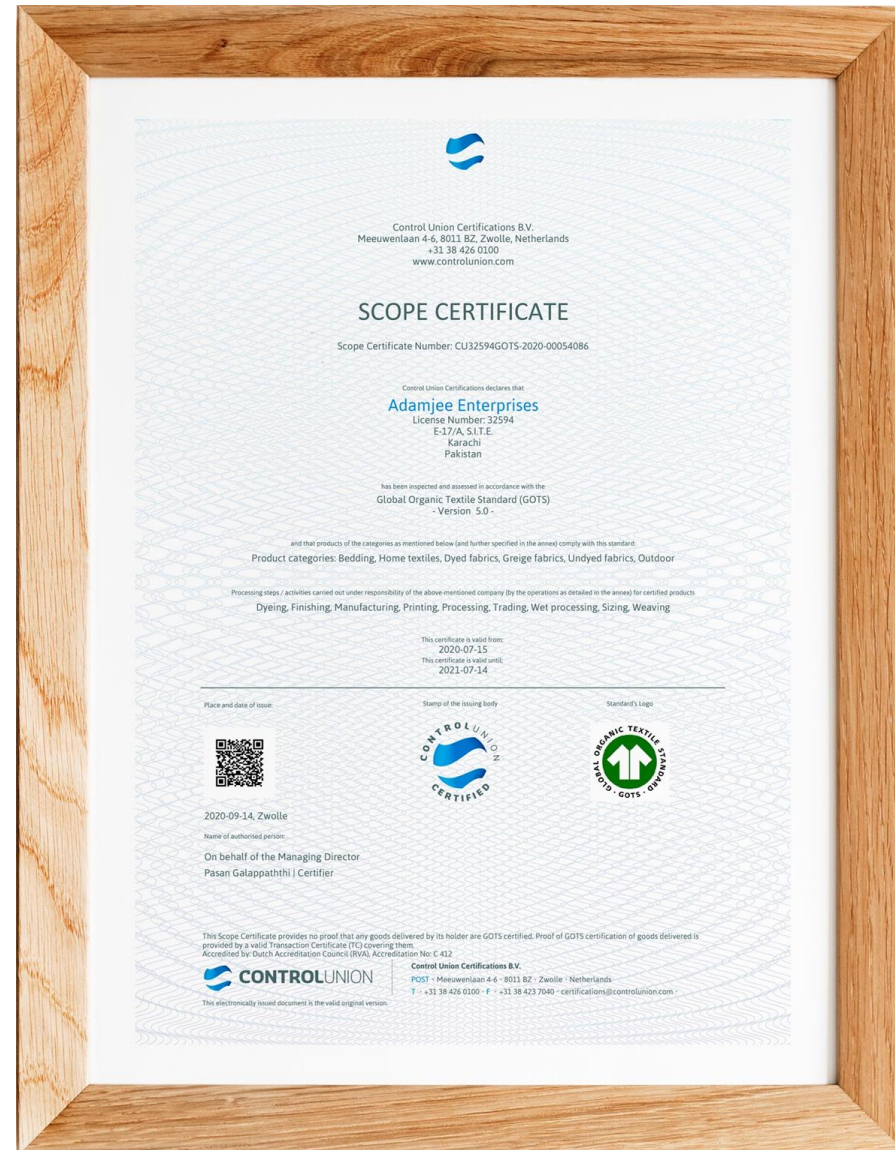 Control Union Certifications B.V.
Meeuwenlaan 4-6, 8011 BZ, Zwolle, Netherlands
+31 38 426 0100
www.controlunion.com
SCOPE CERTIFICATE
Scope Certificate Number: CU32594GOTS-2020-00054086
Control Union Certifications declares that
Adamjee Enterprises
License Number: 32594
E-17/A, S.I.T.E.
Karachi
Pakistan
has been inspected and assessed in accordance with the
Global Organic Textile Standard (GOTS)
- Version 5.0 -
and that products of the categories as mentioned below (and further specified in the annex) comply with this standard:
Product categories: Bedding, Home textiles, Dyed fabrics, Greige fabrics, Undyed fabrics, Outdoor
Processing steps / activities carried out under responsibility of the above-mentioned company (by the operations as detailed in the annex) for certified products
Dyeing, Finishing, Manufacturing, Printing, Processing, Trading, Wet processing, Sizing, Weaving
This certificate is valid from:
2020-07-15
This certificate is valid until:
2021-07-14
Place and date of issue:
Stamp of the issuing body
Standard's Logo
CONTROLUNION
CERTIFIED
GLOBAL ORGANIC TEXTILE STANDARD
· GOTS ·
2020-09-14, Zwolle
Name of authorised person:
On behalf of the Managing Director
Pasan Galappaththi | Certifier
This Scope Certificate provides no proof that any goods delivered by its holder are GOTS certified. Proof of GOTS certification of goods delivered is
provided by a valid Transaction Certificate (TC) covering them.
Accredited by: Dutch Accreditation Council (RVA), Accreditation No: C 412
CONTROLUNION
Control Union Certifications B.V.
POST · Meeuwenlaan 4-6 · 8011 BZ · Zwolle · Netherlands
T · +31 38 426 0100 · F · +31 38 423 7040 · certifications@controlunion.com ·
This electronically issued document is the valid original version.